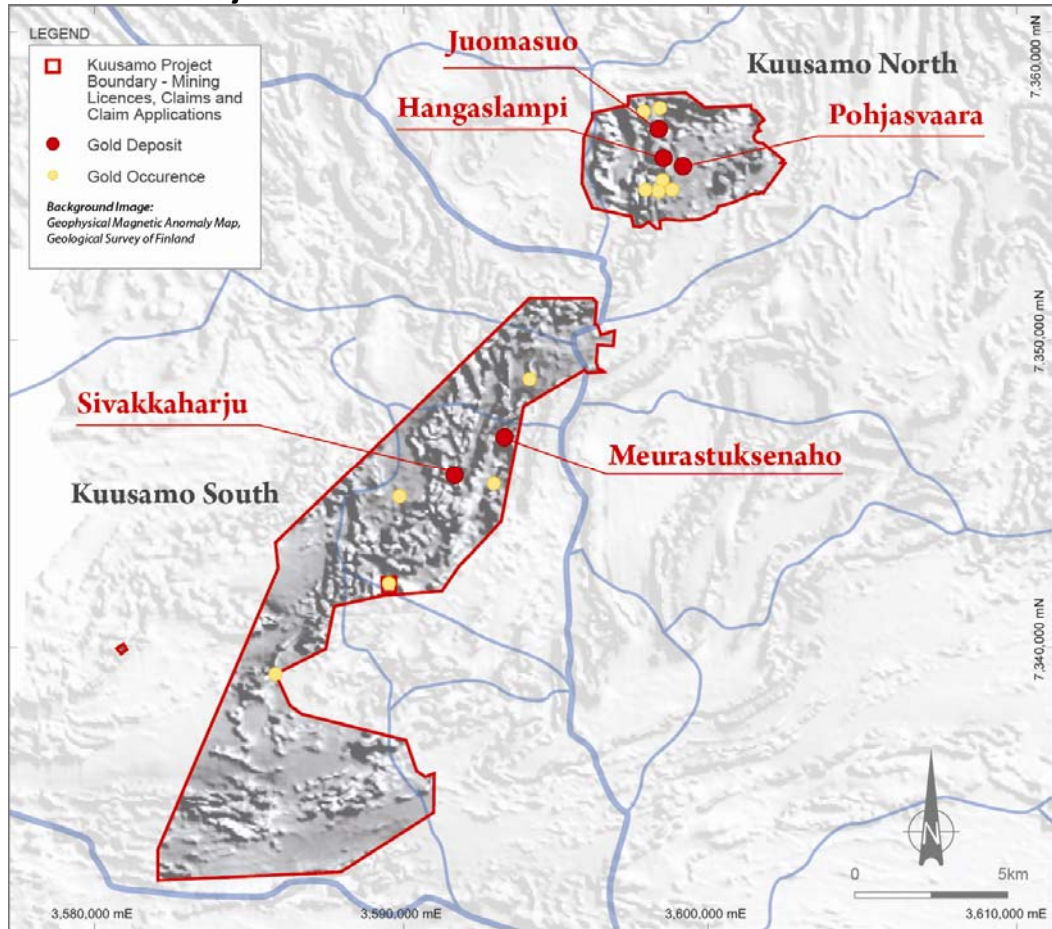 LEGEND
Kuusamo Project
Boundary - Mining
Licences, Claims and
Claim Applications
Gold Deposit
Gold Occurence
Background Image:
Geophysical Magnetic Anomaly Map,
Geological Survey of Finland
Juomasuo
Kuusamo North
Hangaslampi
Pohjasvaara
7,360,000 mN
7,350,000 mN
Sivakkaharju
Meurastuksenaho
Kuusamo South
7,340,000 mN
N
0 5km
3,580,000 mE
3,590,000 mE
3,600,000 mE
3,610,000 mE